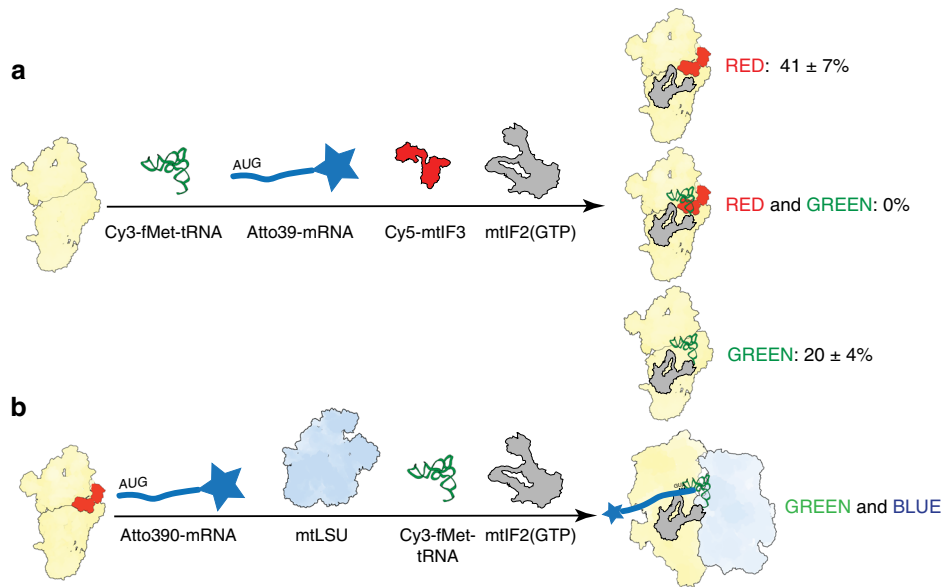 a
RED: 41 ± 7%
AUG
Cy3-fMet-tRNA Atto39-mRNA Cy5-mtIF3 mtIF2(GTP)
RED and GREEN: 0%
GREEN: 20 ± 4%
b
AUG
Atto390-mRNA mtLSU Cy3-fMet-
tRNA mtIF2(GTP)
GREEN and BLUE